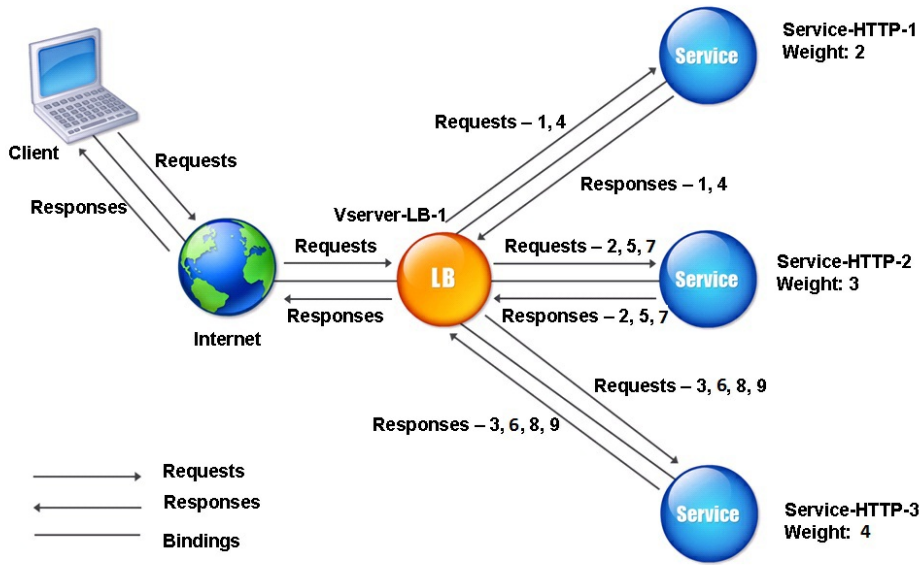 Service-HTTP-1
Weight: 2
Service
Requests – 1, 4
Client
Requests
Responses
Responses – 1, 4
Vserver-LB-1
Requests
LB
Requests – 2, 5, 7
Service
Service-HTTP-2
Weight: 3
Responses
Responses – 2, 5, 7
Internet
Requests – 3, 6, 8, 9
Responses – 3, 6, 8, 9
Requests
Responses
Bindings
Service
Service-HTTP-3
Weight: 4